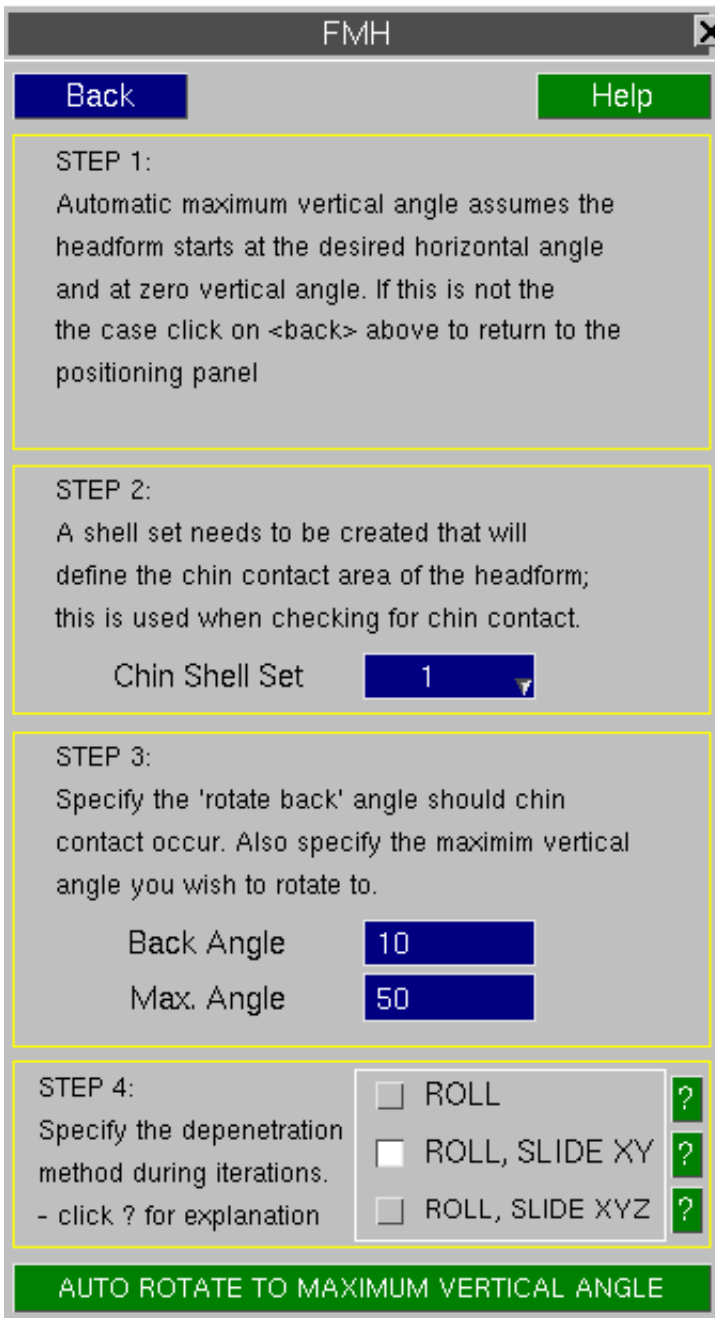 FMH
Back
Help
STEP 1:
Automatic maximum vertical angle assumes the
headform starts at the desired horizontal angle
and at zero vertical angle. If this is not the
the case click on <back> above to return to the
positioning panel
STEP 2:
A shell set needs to be created that will
define the chin contact area of the headform;
this is used when checking for chin contact.
Chin Shell Set 1
STEP 3:
Specify the 'rotate back' angle should chin
contact occur. Also specify the maximim vertical
angle you wish to rotate to.
Back Angle 10
Max. Angle 50
STEP 4:
Specify the depenetration
method during iterations.
- click ? for explanation
ROLL ?
ROLL, SLIDE XY ?
ROLL, SLIDE XYZ ?
AUTO ROTATE TO MAXIMUM VERTICAL ANGLE